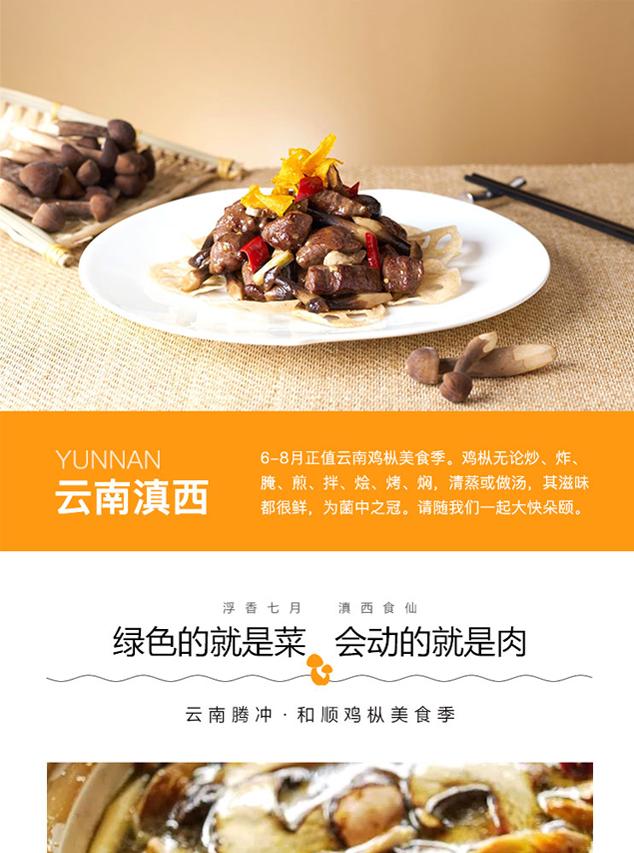 YUNNAN
云南滇西
6-8月正值云南鸡枞美食季。鸡枞无论炒、炸、
腌、煎、拌、烩、烤、焖，清蒸或做汤，其滋味
都很鲜，为菌中之冠。请随我们一起大快朵颐。
浮香七月 滇西食仙
绿色的就是菜 会动的就是肉
云南腾冲·和顺鸡枞美食季